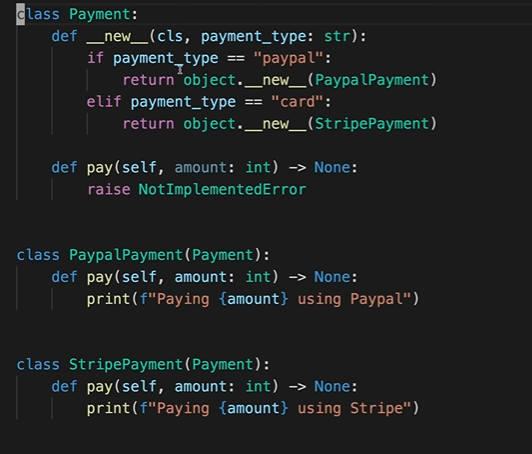 class Payment:
    def __new__(cls, payment_type: str):
        if payment_type == "paypal":
            return object.__new__(PaypalPayment)
        elif payment_type == "card":
            return object.__new__(StripePayment)

    def pay(self, amount: int) -> None:
        raise NotImplementedError


class PaypalPayment(Payment):
    def pay(self, amount: int) -> None:
        print(f"Paying {amount} using Paypal")


class StripePayment(Payment):
    def pay(self, amount: int) -> None:
        print(f"Paying {amount} using Stripe")